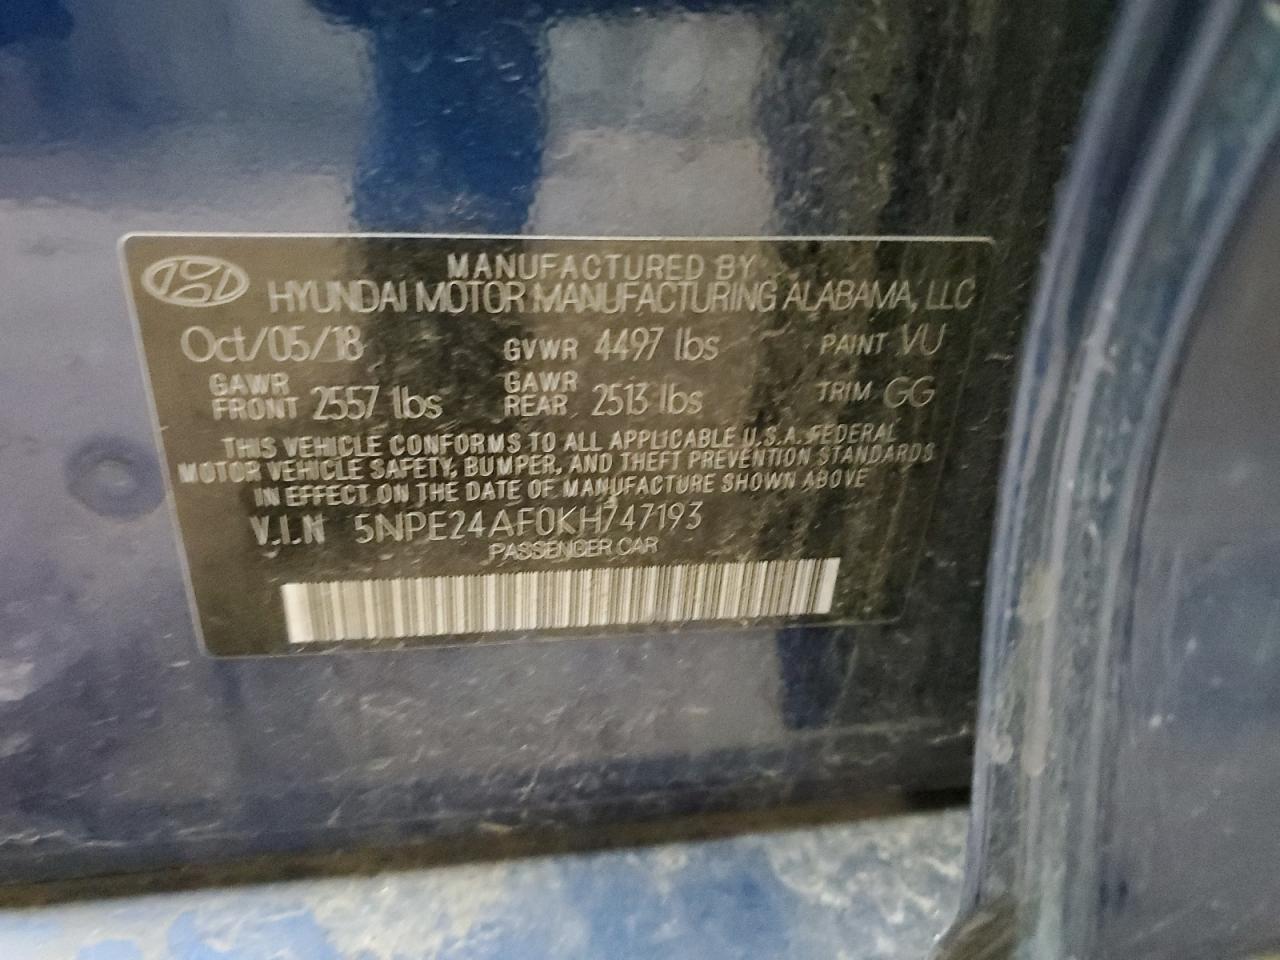 MANUFACTURED BY
HYUNDAI MOTOR MANUFACTURING ALABAMA, LLC
Oct/05/18 GVWR 4497 lbs PAINT VU
GAWR FRONT 2557 lbs GAWR REAR 2513 lbs TRIM GG
THIS VEHICLE CONFORMS TO ALL APPLICABLE U.S.A. FEDERAL
MOTOR VEHICLE SAFETY, BUMPER, AND THEFT PREVENTION STANDARDS
IN EFFECT ON THE DATE OF MANUFACTURE SHOWN ABOVE
V.I.N 5NPE24AF0KH747193
PASSENGER CAR